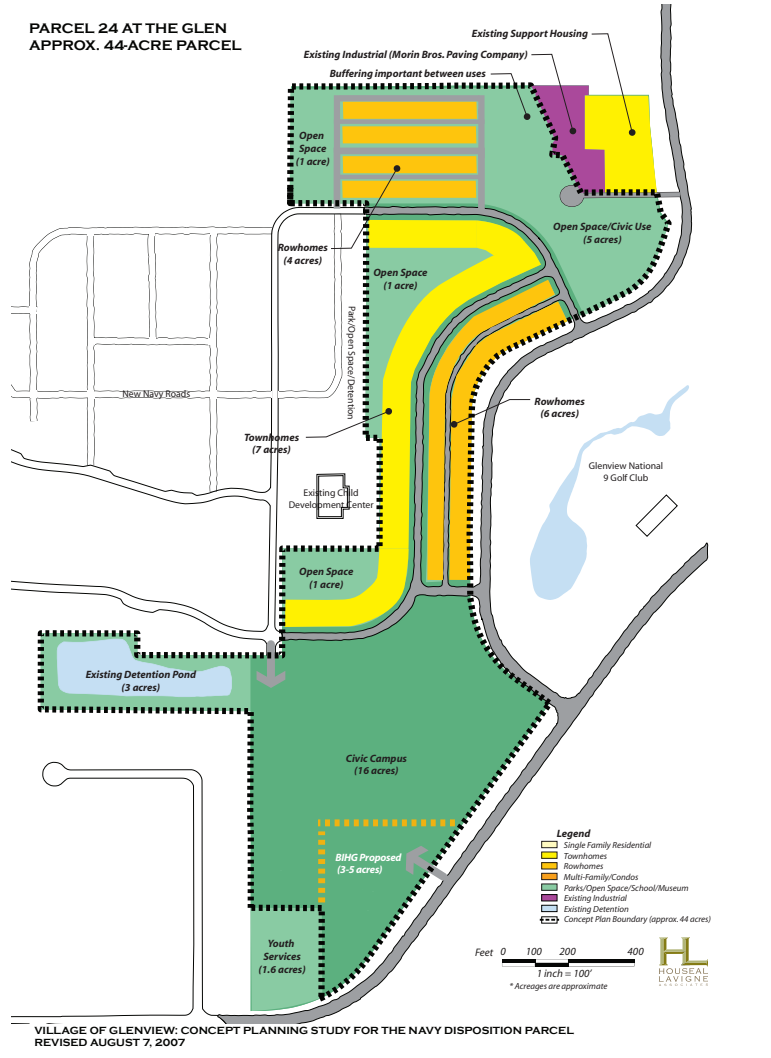 PARCEL 24 AT THE GLEN
APPROX. 44-ACRE PARCEL
Existing Support Housing
Existing Industrial (Morin Bros. Paving Company)
Buffering important between uses
Open
Space
(1 acre)
Open Space/Civic Use
(5 acres)
Rowhomes
(4 acres)
Open Space
(1 acre)
Park/Open Space/Detention
New Navy Roads
Rowhomes
(6 acres)
Townhomes
(7 acres)
Glenview National
9 Golf Club
Existing Child
Development Center
Open Space
(1 acre)
Existing Detention Pond
(3 acres)
Civic Campus
(16 acres)
BIHG Proposed
(3-5 acres)
Youth
Services
(1.6 acres)
Legend
Single Family Residential
Townhomes
Rowhomes
Multi-Family/Condos
Parks/Open Space/School/Museum
Existing Industrial
Existing Detention
Concept Plan Boundary (approx. 44 acres)
Feet 0 100 200 400
1 inch = 100'
* Acreages are approximate
HL
HOUSEAL
LAVIGNE
ASSOCIATES
VILLAGE OF GLENVIEW: CONCEPT PLANNING STUDY FOR THE NAVY DISPOSITION PARCEL
REVISED AUGUST 7, 2007